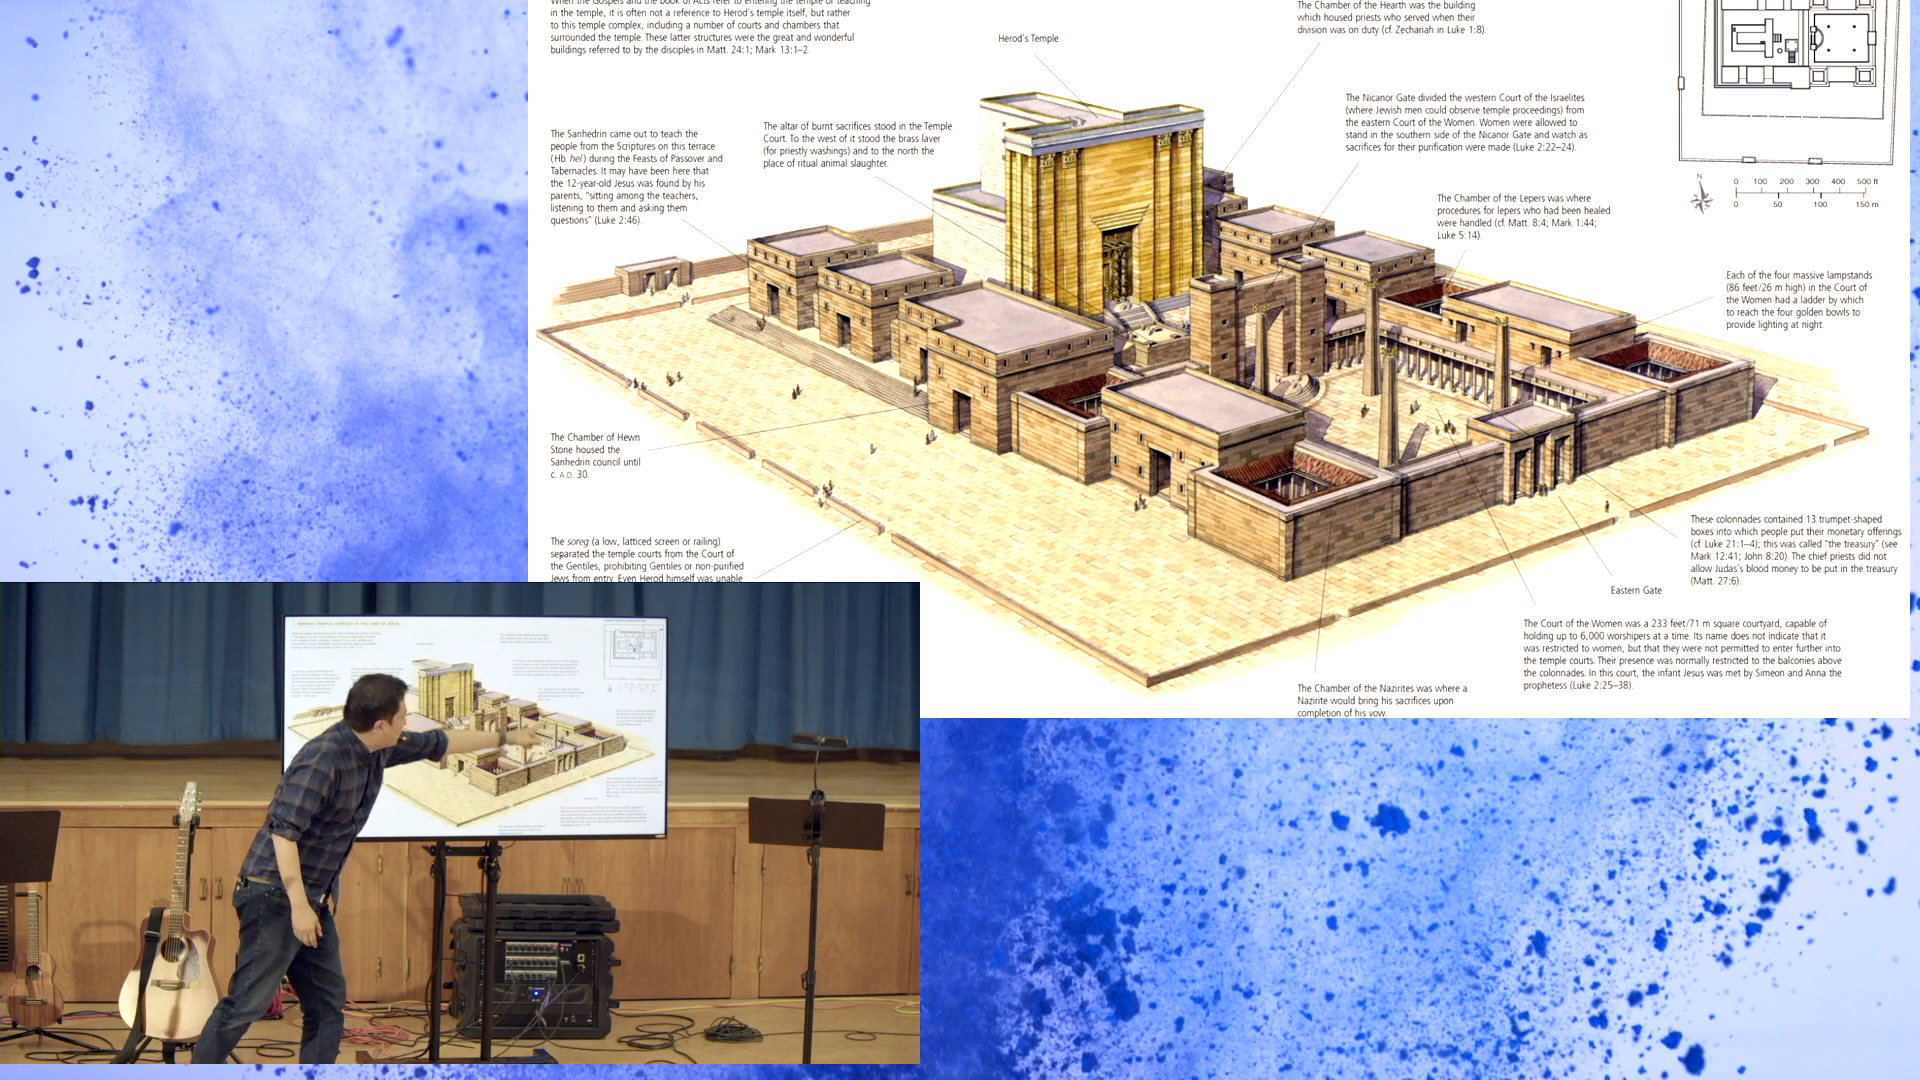 When the Gospels and the book of Acts refer to entering the temple or teaching
in the temple, it is often not a reference to Herod's temple itself, but rather
to this temple complex, including a number of courts and chambers that
surrounded the temple. These latter structures were the great and wonderful
buildings referred to by the disciples in Matt. 24:1; Mark 13:1–2.
Herod's Temple
The Chamber of the Hearth was the building
which housed priests who served when their
division was on duty (cf. Zechariah in Luke 1:8).
The Sanhedrin came out to teach the
people from the Scriptures on this terrace
(Hb. hel) during the Feasts of Passover and
Tabernacles. It may have been here that
the 12-year-old Jesus was found by his
parents, "sitting among the teachers,
listening to them and asking them
questions" (Luke 2:46).
The altar of burnt sacrifices stood in the Temple
Court. To the west of it stood the brass laver
(for priestly washings) and to the north the
place of ritual animal slaughter.
The Nicanor Gate divided the western Court of the Israelites
(where Jewish men could observe temple proceedings) from
the eastern Court of the Women. Women were allowed to
stand in the southern side of the Nicanor Gate and watch as
sacrifices for their purification were made (Luke 2:22–24).
N
0 100 200 300 400 500 ft
0 50 100 150 m
The Chamber of the Lepers was where
procedures for lepers who had been healed
were handled (cf. Matt. 8:4; Mark 1:44;
Luke 5:14).
Each of the four massive lampstands
(86 feet/26 m high) in the Court of
the Women had a ladder by which
to reach the four golden bowls to
provide lighting at night.
The Chamber of Hewn
Stone housed the
Sanhedrin council until
c. A.D. 30.
The soreg (a low, latticed screen or railing)
separated the temple courts from the Court of
the Gentiles, prohibiting Gentiles or non-purified
Jews from entry. Even Herod himself was unable
These colonnades contained 13 trumpet-shaped
boxes into which people put their monetary offerings
(cf. Luke 21:1–4); this was called "the treasury" (see
Mark 12:41; John 8:20). The chief priests did not
allow Judas's blood money to be put in the treasury
(Matt. 27:6).
Eastern Gate
The Court of the Women was a 233 feet/71 m square courtyard, capable of
holding up to 6,000 worshipers at a time. Its name does not indicate that it
was restricted to women, but that they were not permitted to enter further into
the temple courts. Their presence was normally restricted to the balconies above
the colonnades. In this court, the infant Jesus was met by Simeon and Anna the
prophetess (Luke 2:25–38).
The Chamber of the Nazirites was where a
Nazirite would bring his sacrifices upon
completion of his vow.